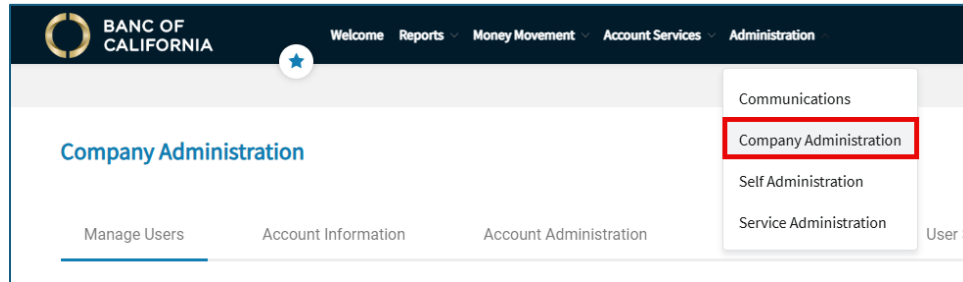 BANC OF
CALIFORNIA
Welcome Reports Money Movement Account Services Administration
Communications
Company Administration
Self Administration
Service Administration
Company Administration
Manage Users Account Information Account Administration User